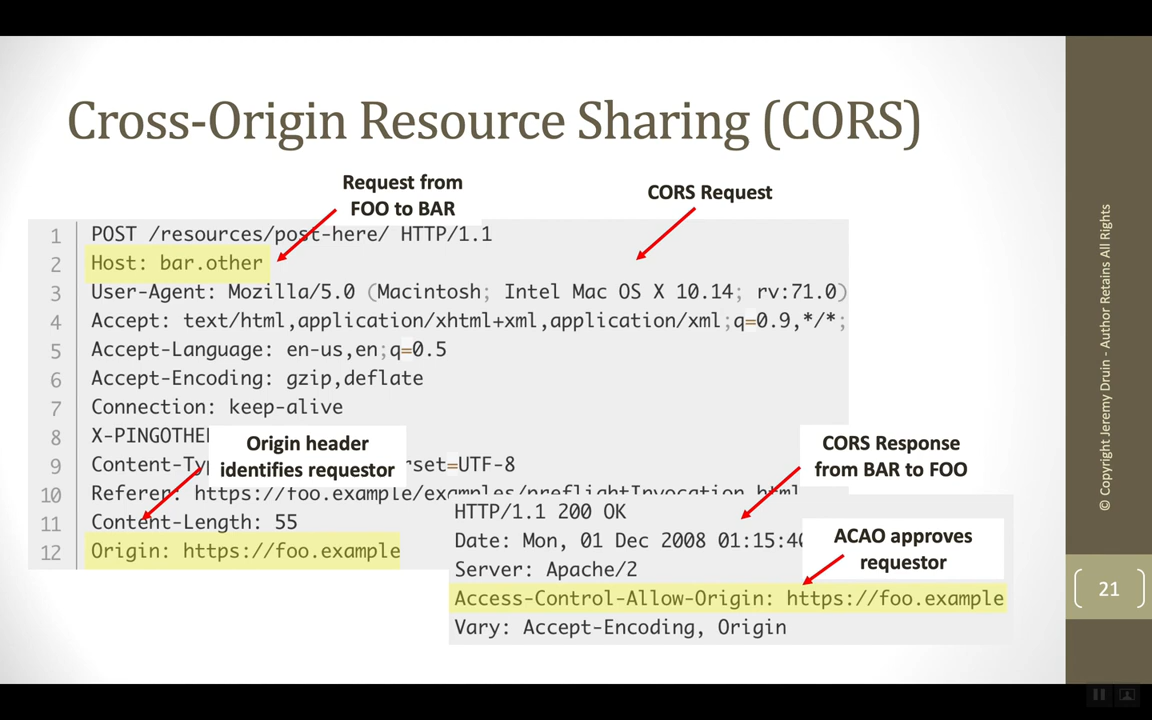 Cross-Origin Resource Sharing (CORS)
Request from
FOO to BAR
CORS Request
1 POST /resources/post-here/ HTTP/1.1
2 Host: bar.other
3 User-Agent: Mozilla/5.0 (Macintosh; Intel Mac OS X 10.14; rv:71.0)
4 Accept: text/html,application/xhtml+xml,application/xml;q=0.9,*/*;
5 Accept-Language: en-us,en;q=0.5
6 Accept-Encoding: gzip,deflate
7 Connection: keep-alive
8 X-PINGOTHE
9 Content-Ty rset=UTF-8
10 Referer: https://foo.example/examples/preflightInvocation.html
11 Content-Length: 55
12 Origin: https://foo.example
Origin header
identifies requestor
CORS Response
from BAR to FOO
HTTP/1.1 200 OK
Date: Mon, 01 Dec 2008 01:15:40
Server: Apache/2
Access-Control-Allow-Origin: https://foo.example
Vary: Accept-Encoding, Origin
ACAO approves
requestor
© Copyright Jeremy Druin - Author Retains All Rights
21